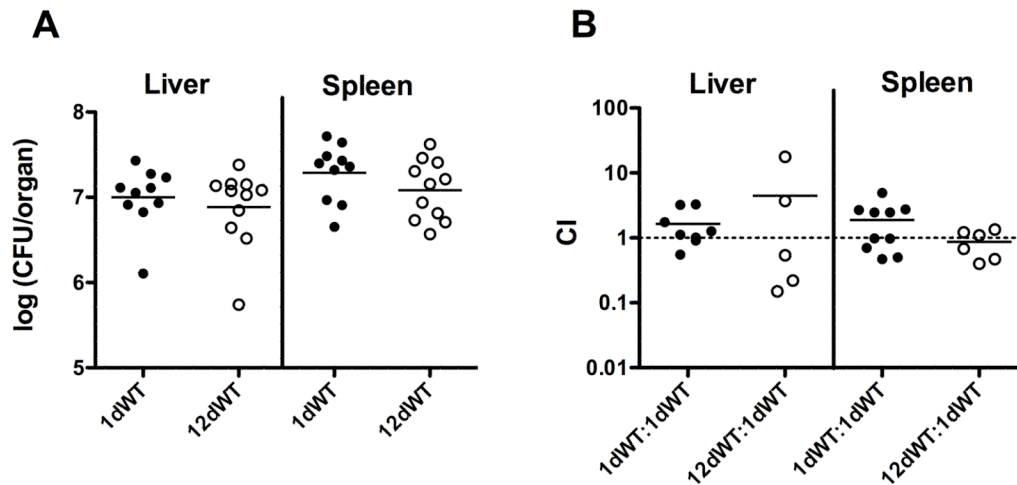 A
Liver Spleen
log (CFU/organ)
8
7
6
5
1dWT
12dWT
1dWT
12dWT
B
Liver Spleen
CI
100
10
1
0.1
0.01
1dWT:1dWT
12dWT:1dWT
1dWT:1dWT
12dWT:1dWT